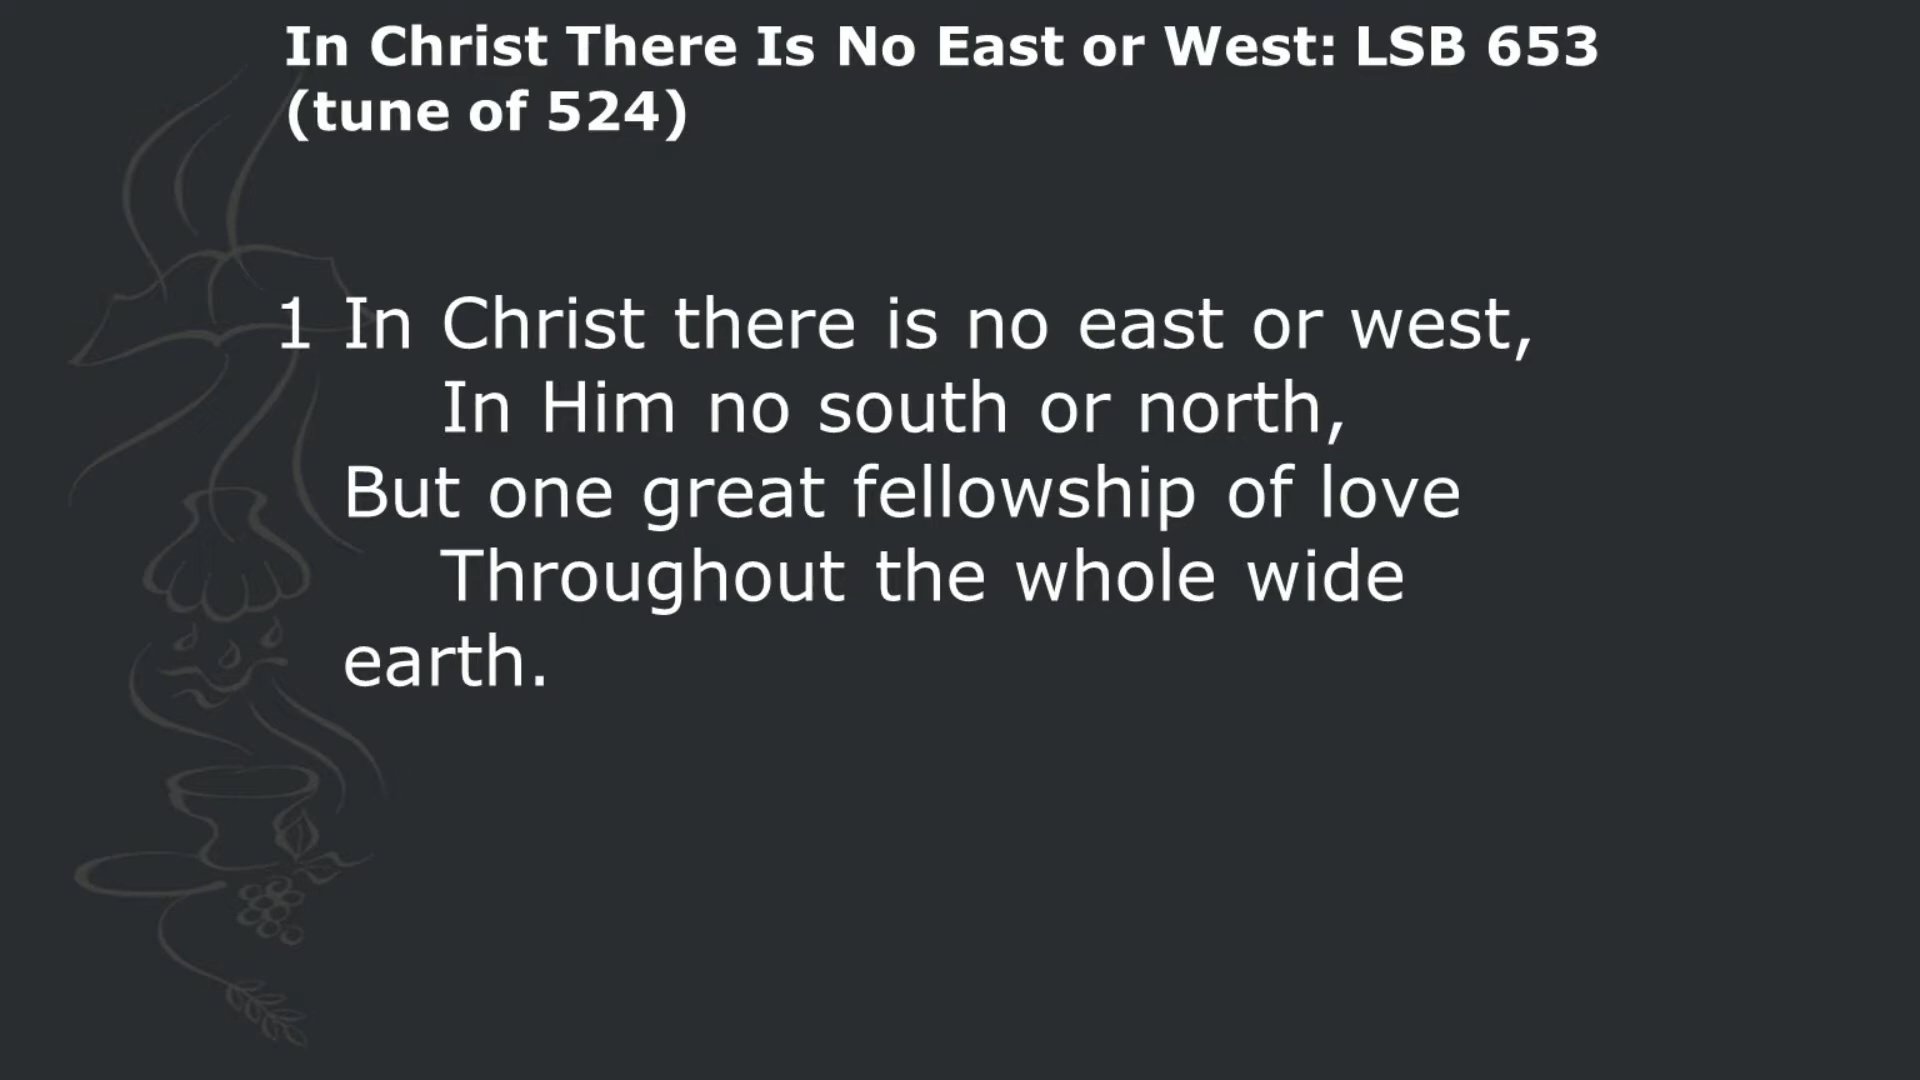 In Christ There Is No East or West: LSB 653
(tune of 524)
1 In Christ there is no east or west,
In Him no south or north,
But one great fellowship of love
Throughout the whole wide
earth.